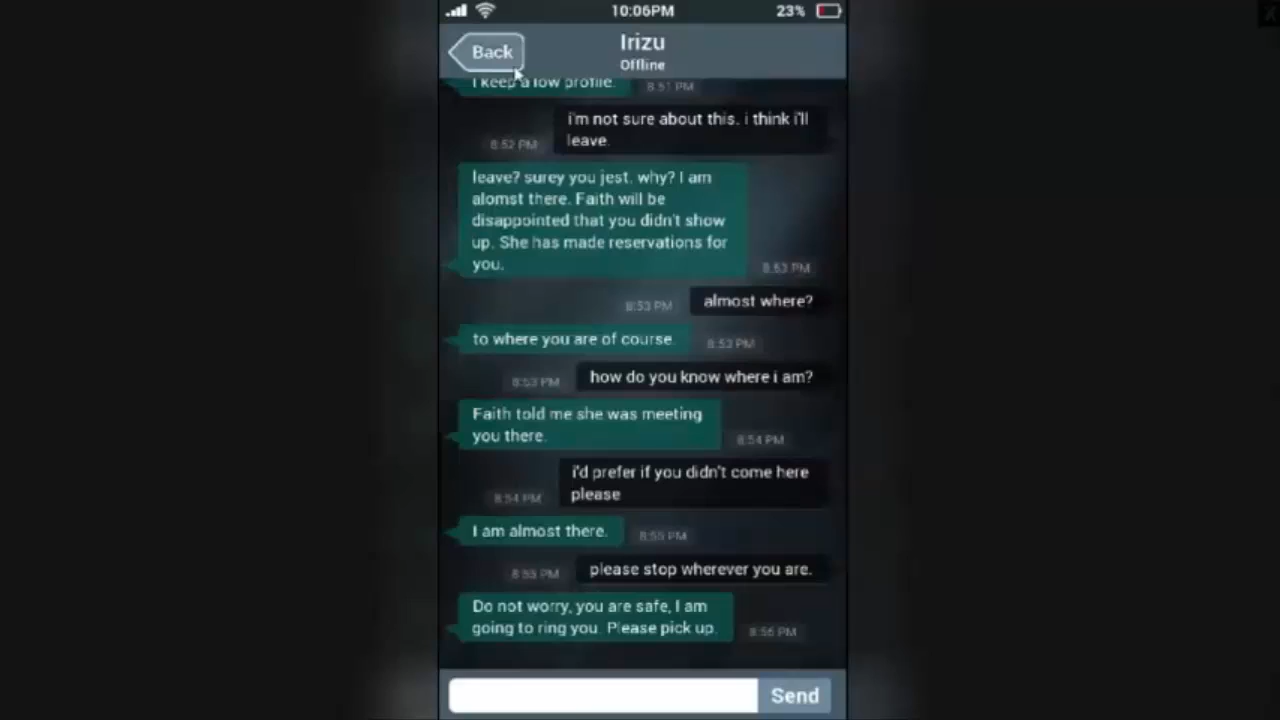 10:06PM
23%
Back
Irizu
Offline
I keep a low profile.
8:51 PM
i'm not sure about this. i think i'll
leave.
8:52 PM
leave? surey you jest. why? I am
alomst there. Faith will be
disappointed that you didn't show
up. She has made reservations for
you.
8:53 PM
almost where?
8:53 PM
to where you are of course.
8:53 PM
how do you know where i am?
8:53 PM
Faith told me she was meeting
you there.
8:54 PM
i'd prefer if you didn't come here
please
8:54 PM
I am almost there.
8:55 PM
please stop wherever you are.
8:55 PM
Do not worry, you are safe, I am
going to ring you. Please pick up.
8:56 PM
Send